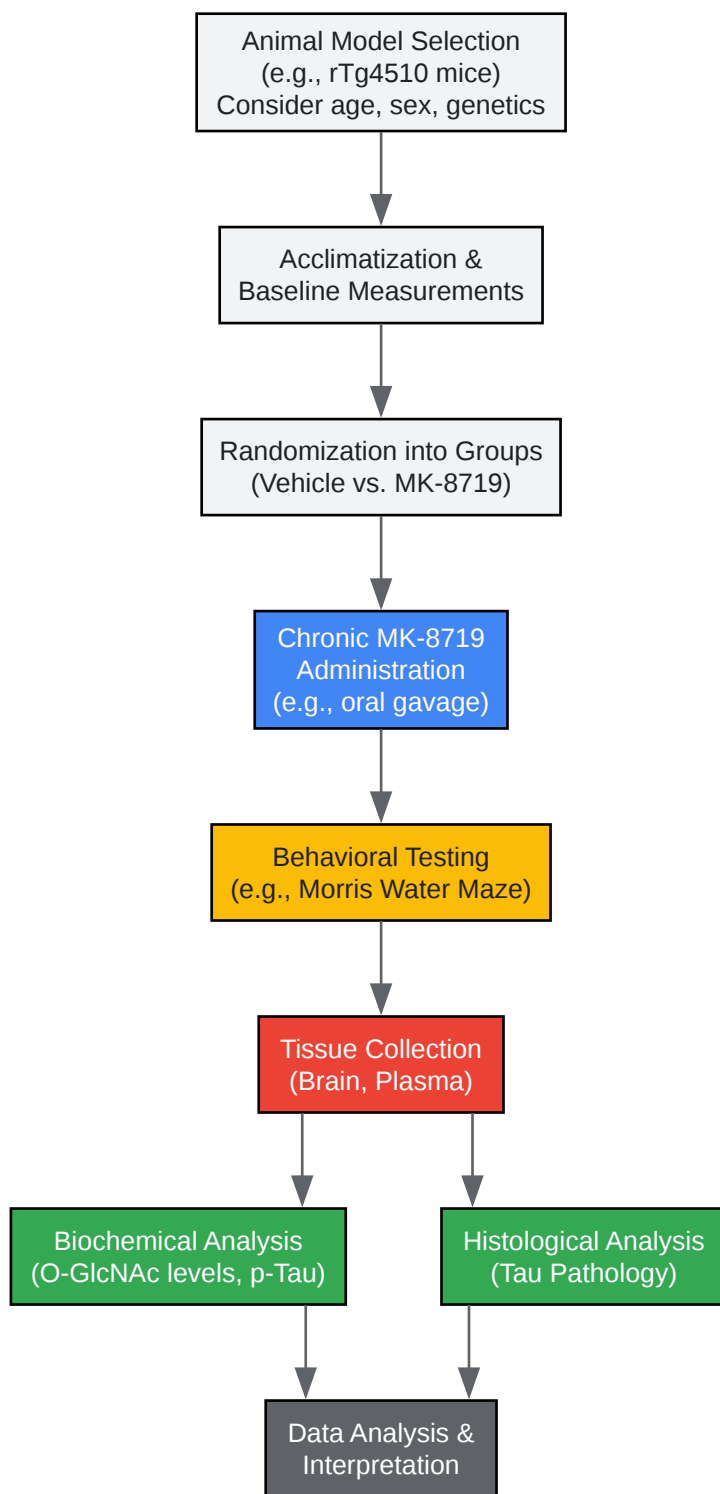 Animal Model Selection
(e.g., rTg4510 mice)
Consider age, sex, genetics
Acclimatization &
Baseline Measurements
Randomization into Groups
(Vehicle vs. MK-8719)
Chronic MK-8719
Administration
(e.g., oral gavage)
Behavioral Testing
(e.g., Morris Water Maze)
Tissue Collection
(Brain, Plasma)
Biochemical Analysis
(O-GlcNAc levels, p-Tau)
Histological Analysis
(Tau Pathology)
Data Analysis &
Interpretation